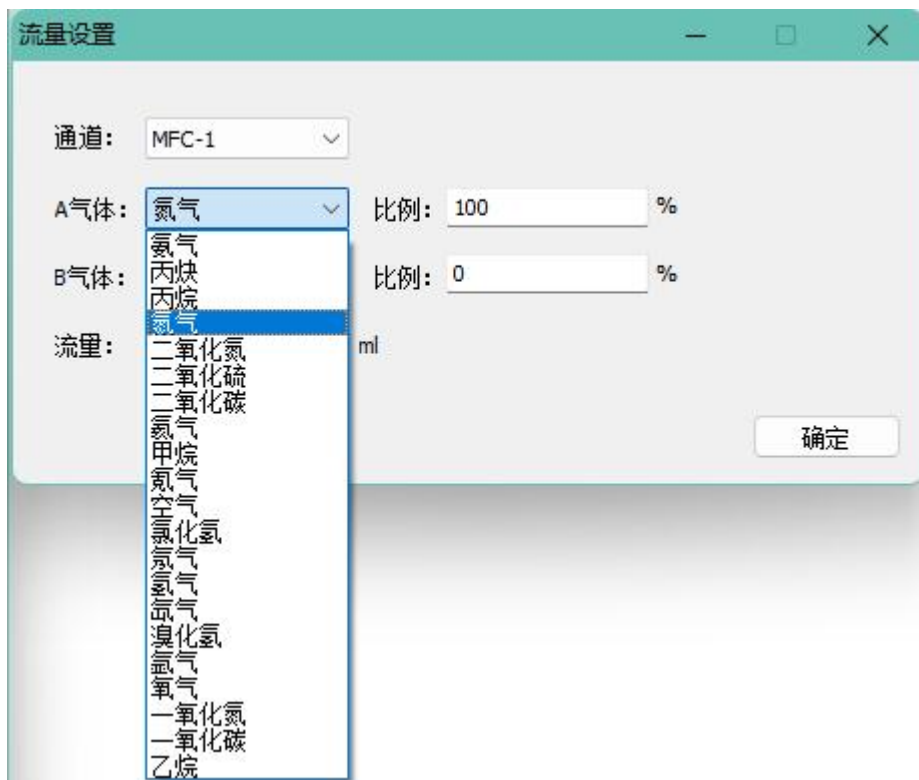 流量设置
通道： MFC-1
A气体： 氮气 比例： 100 %
B气体： 比例： 0 %
流量： ml
氨气
丙炔
丙烷
氮气
二氧化氮
二氧化硫
二氧化碳
氦气
甲烷
氪气
空气
氯化氢
氖气
氢气
氙气
溴化氢
氩气
氧气
一氧化氮
一氧化碳
乙烷
确定